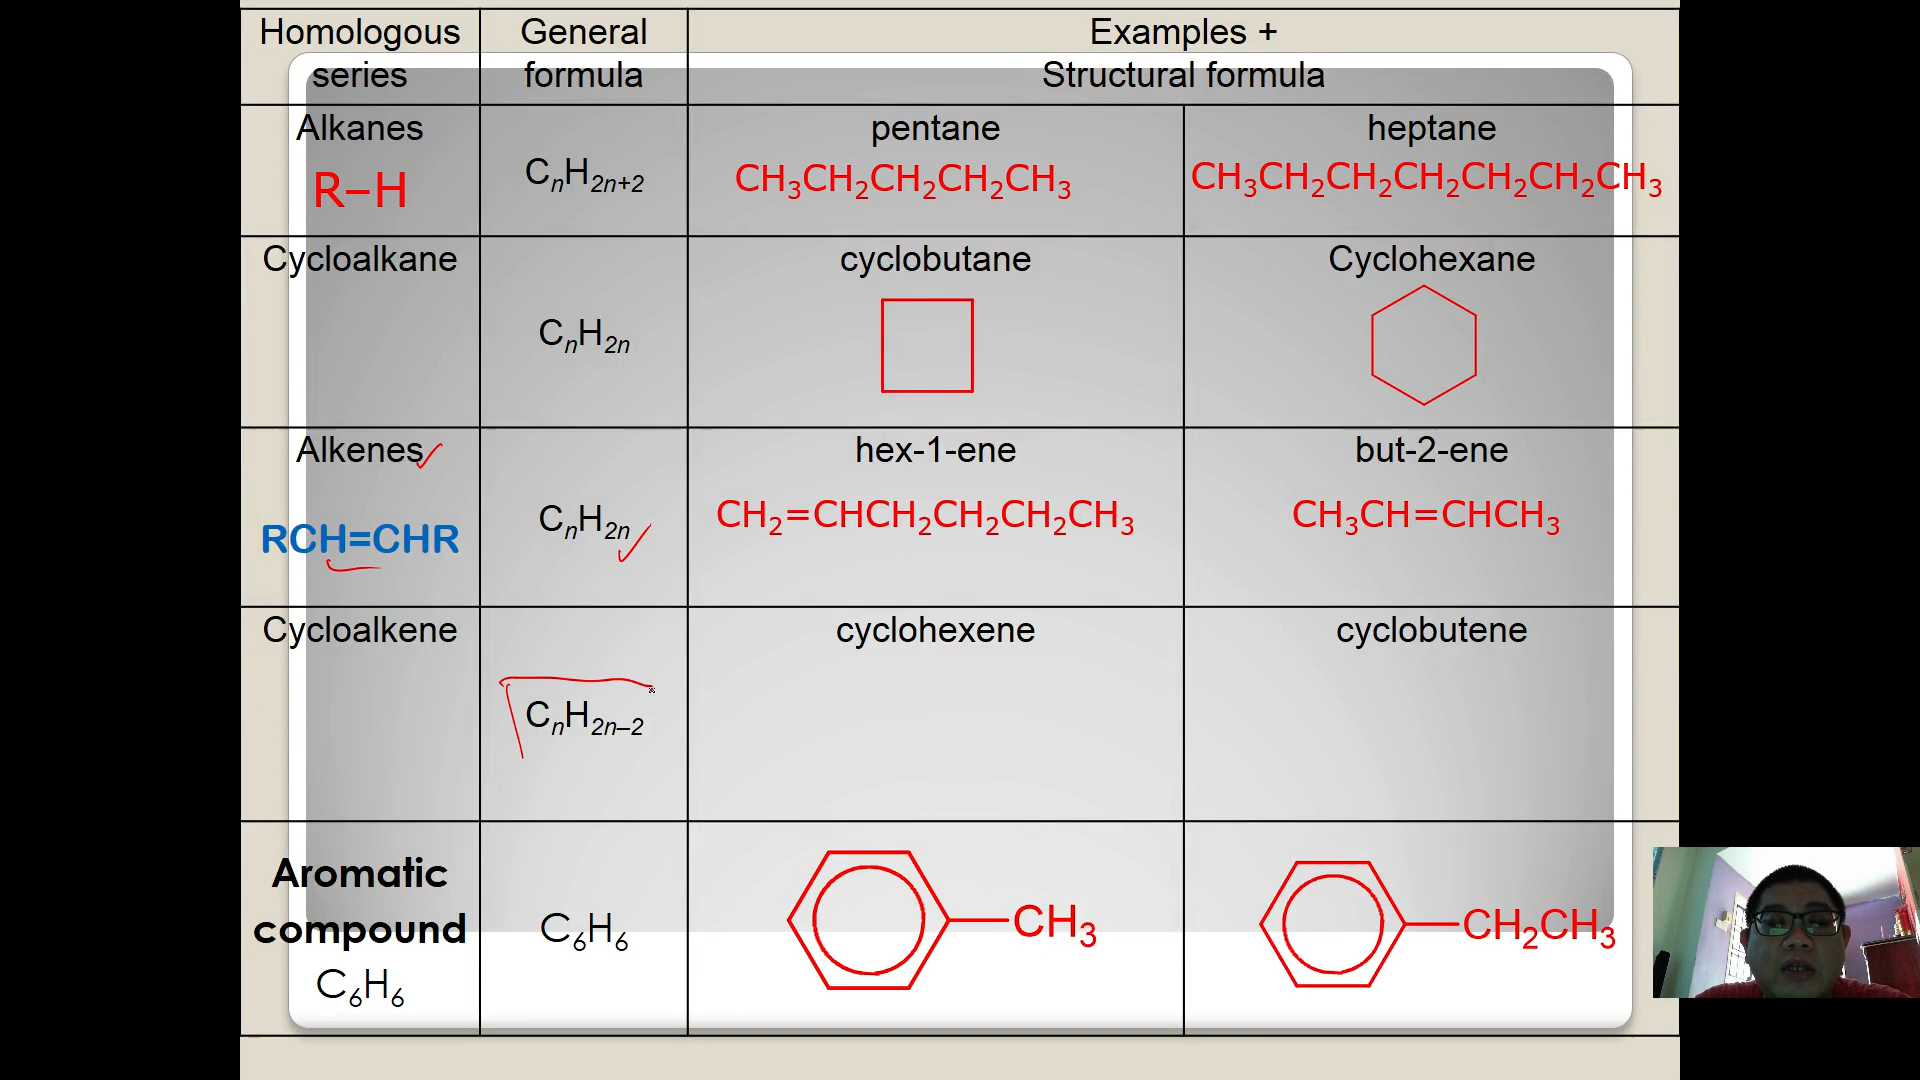 Homologous series
General formula
Examples +
Structural formula
Alkanes
R–H
CₙH₂ₙ₊₂
pentane
CH₃CH₂CH₂CH₂CH₃
heptane
CH₃CH₂CH₂CH₂CH₂CH₂CH₃
Cycloalkane
CₙH₂ₙ
cyclobutane
Cyclohexane
Alkenes
RCH=CHR
CₙH₂ₙ
hex-1-ene
CH₂=CHCH₂CH₂CH₂CH₃
but-2-ene
CH₃CH=CHCH₃
Cycloalkene
CₙH₂ₙ₋₂
cyclohexene
cyclobutene
Aromatic
compound
C₆H₆
C₆H₆
CH₃
CH₂CH₃